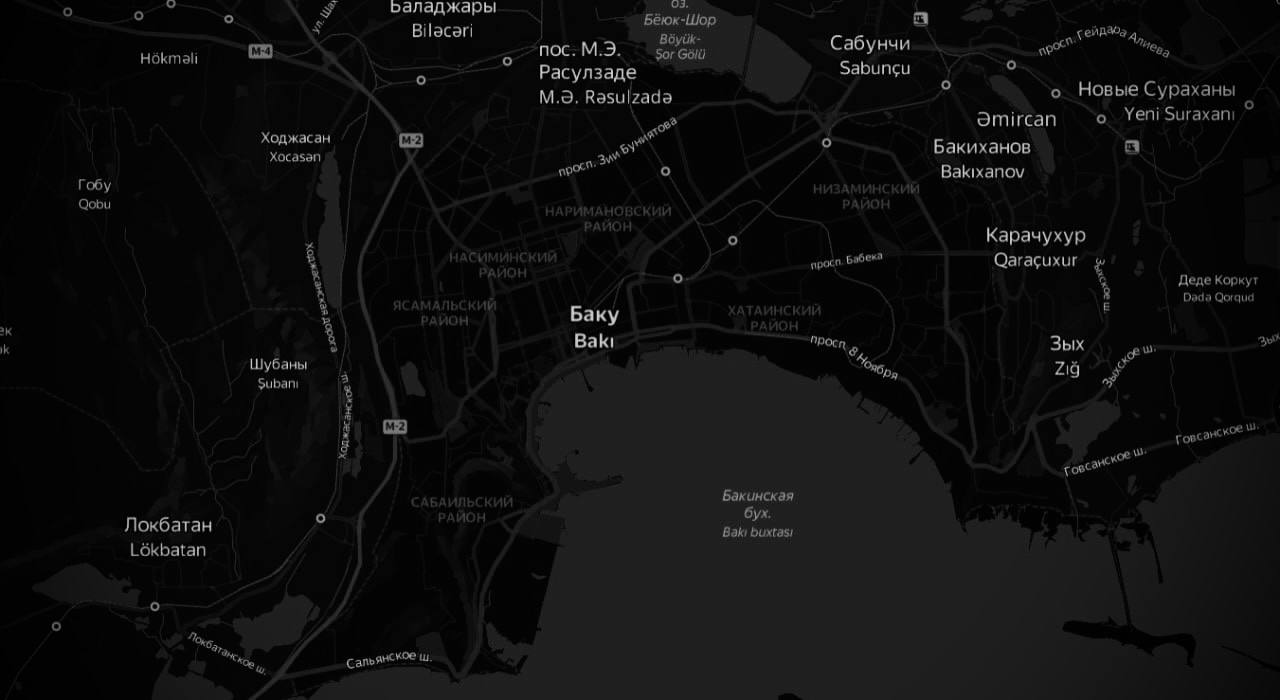 Баладжары
Biləcəri
ул. Ша
оз.
Бёюк-Шор
Böyük-
Şor Gölü
M-4
Hökməli
пос. М.Э.
Расулзаде
M.Ə. Rəsulzadə
Сабунчи
Sabunçu
просп. Гейдара Алиева
Новые Сураханы
Yeni Suraxanı
Əmircan
Бакиханов
Bakıxanov
Ходжасан
Xocasən
M-2
просп. Зии Буниятова
Гобу
Qobu
НИЗАМИНСКИЙ
РАЙОН
НАРИМАНОВСКИЙ
РАЙОН
Карачухур
Qaraçuxur
НАСИМИНСКИЙ
РАЙОН
просп. Бабека
Зыхское ш.
Деде Коркут
Dədə Qorqud
Ходжасанская дорога
ЯСАМАЛЬСКИЙ
РАЙОН
Баку
Bakı
ХАТАИНСКИЙ
РАЙОН
просп. 8 Ноября
Зых
Zığ
Зыхское ш.
Зы
ек
ək
Шубаны
Şubanı
Ходжасанское ш.
M-2
Говсанское ш.
Говсанское ш.
САБАИЛЬСКИЙ
РАЙОН
Бакинская
бух.
Bakı buxtası
Локбатан
Lökbatan
Локбатанское ш.
Сальянское ш.